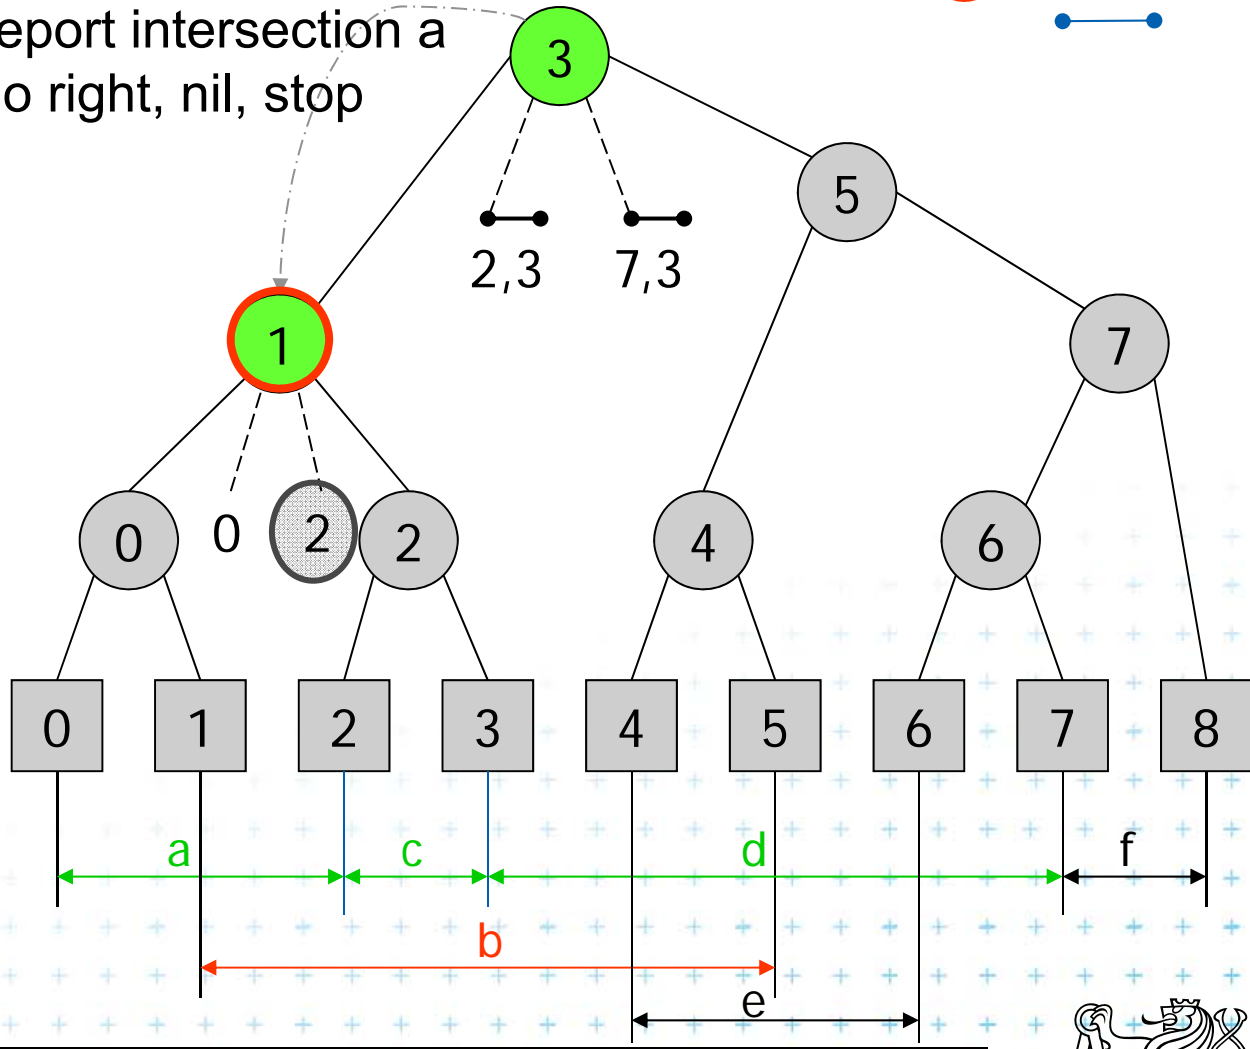 eport intersection a
o right, nil, stop
3
5
2,3 7,3
1
7
0 0 2 2 4 6
0 1 2 3 4 5 6 7 8
a c d f
b
e